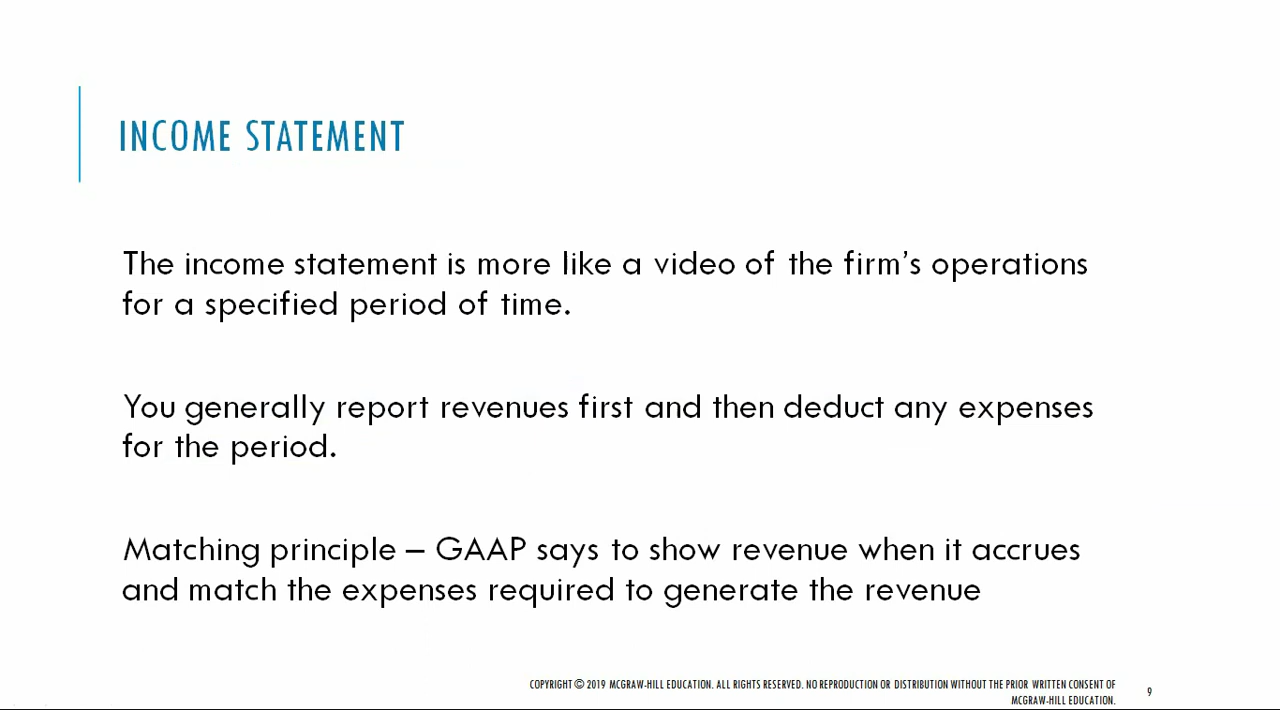 INCOME STATEMENT
The income statement is more like a video of the firm’s operations
for a specified period of time.
You generally report revenues first and then deduct any expenses
for the period.
Matching principle – GAAP says to show revenue when it accrues
and match the expenses required to generate the revenue
COPYRIGHT © 2019 MCGRAW-HILL EDUCATION. ALL RIGHTS RESERVED. NO REPRODUCTION OR DISTRIBUTION WITHOUT THE PRIOR WRITTEN CONSENT OF
MCGRAW-HILL EDUCATION.
9